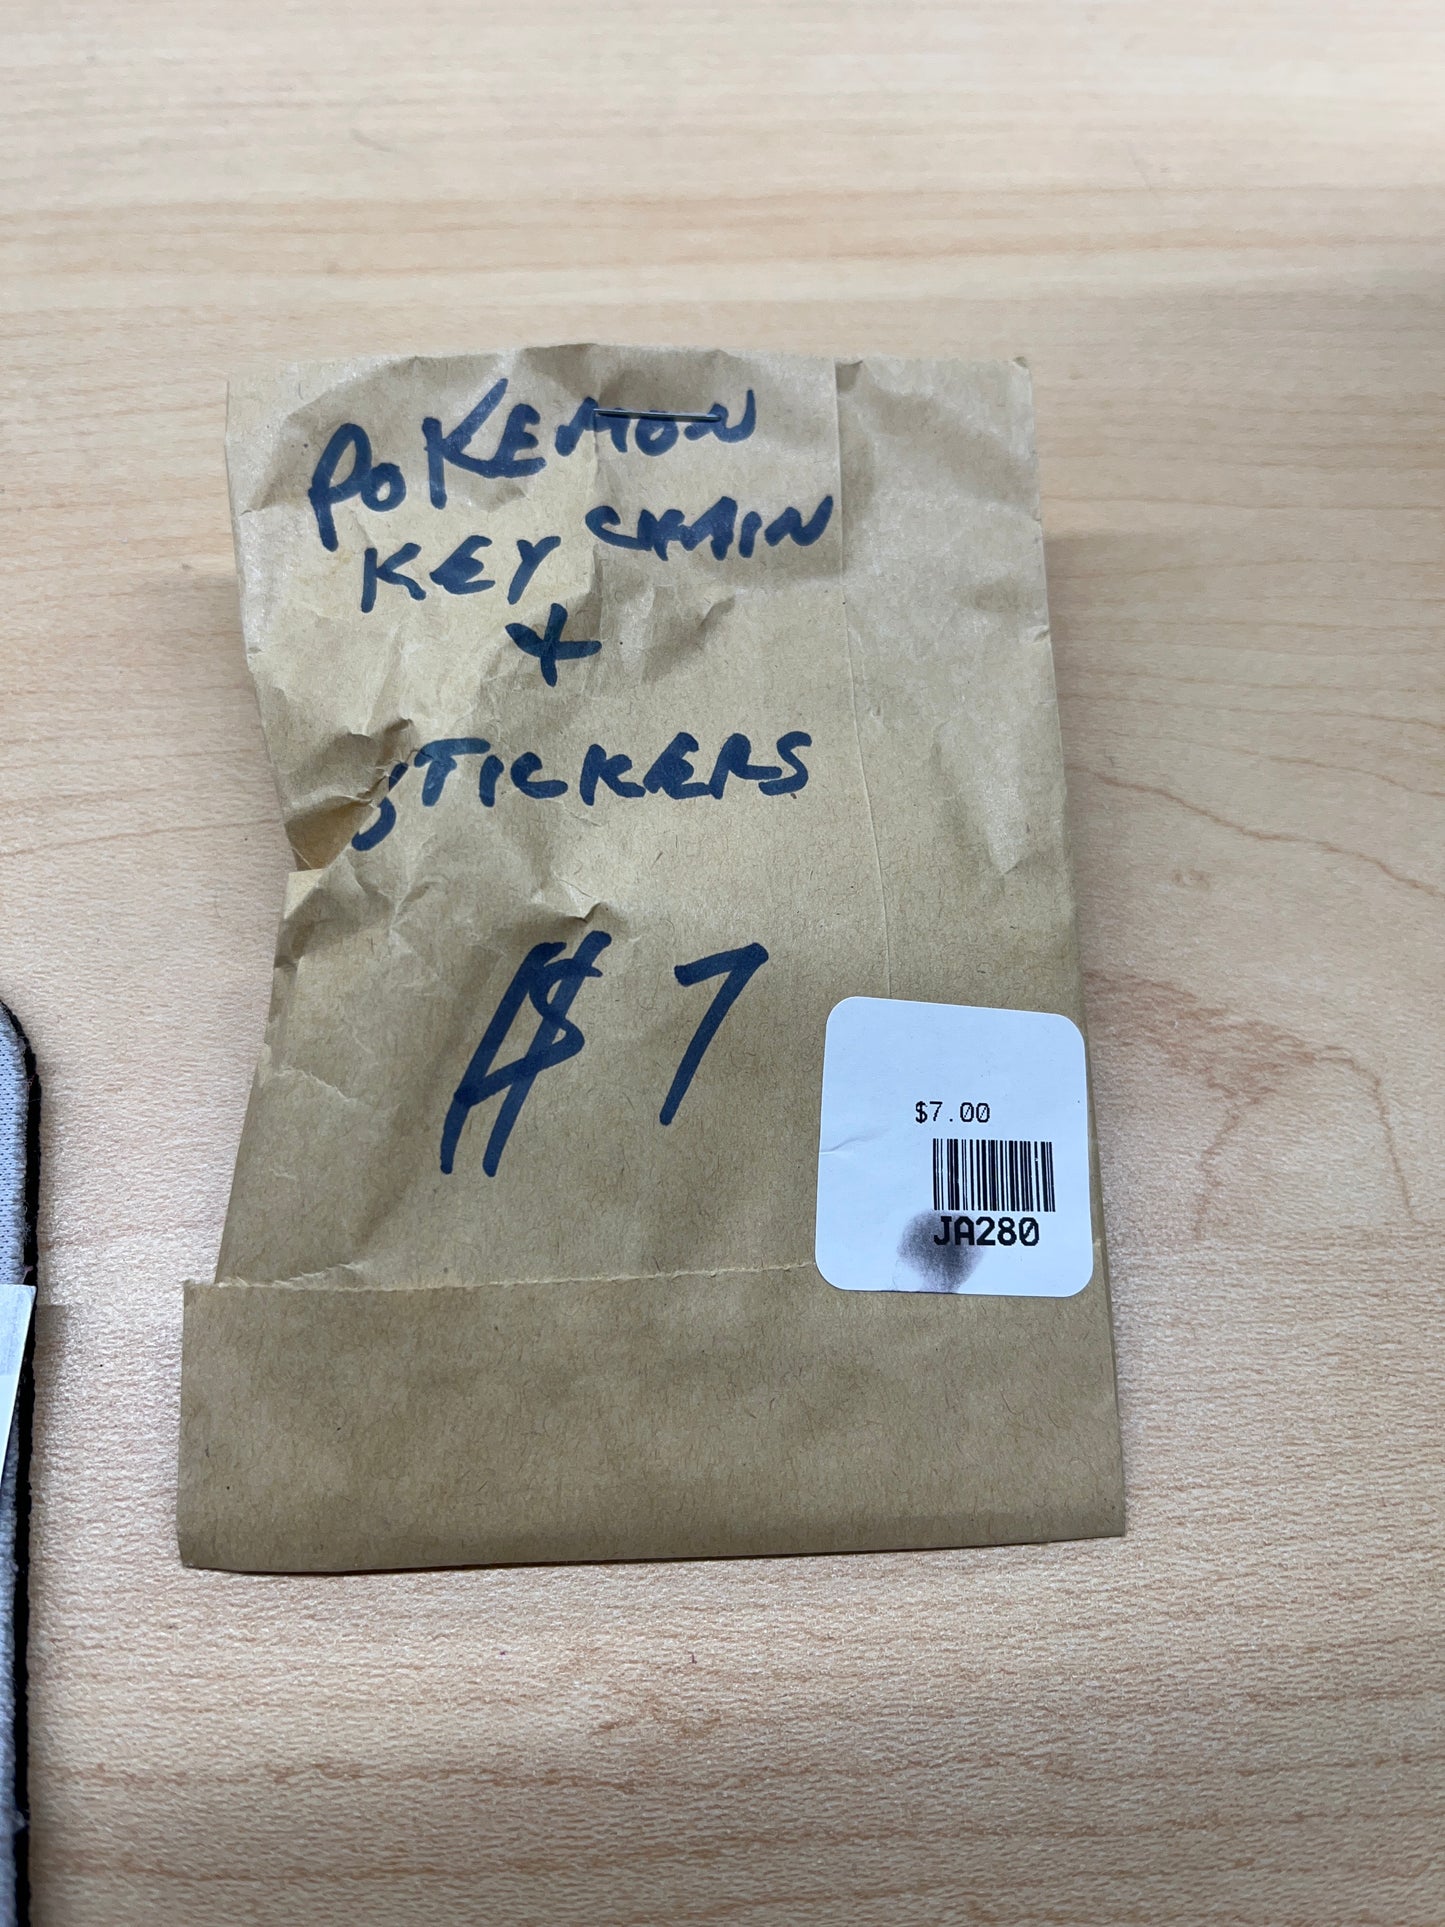 POKEMON
KEY CHAIN
+
STICKERS
$ 7
$7.00
JA280